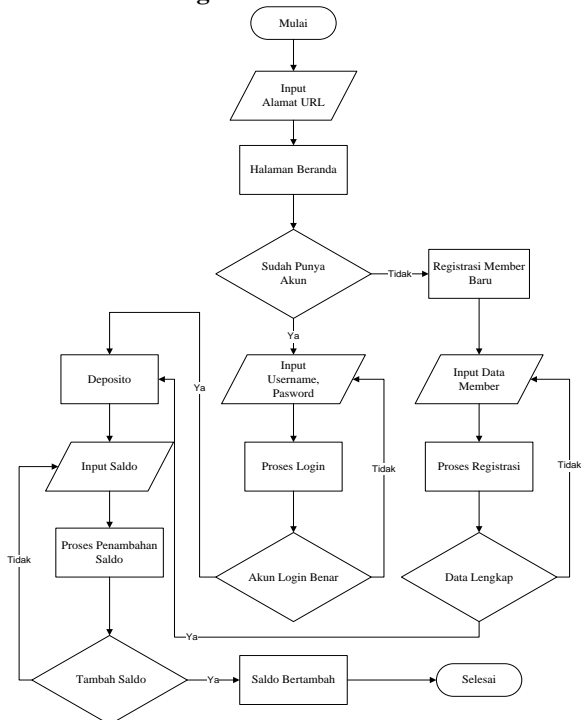 Mulai
Input
Alamat URL
Halaman Beranda
Sudah Punya
Akun
Tidak
Registrasi Member
Baru
Ya
Deposito
Ya
Input
Username,
Pasword
Input Data
Member
Input Saldo
Proses Login
Tidak
Proses Registrasi
Tidak
Proses Penambahan
Saldo
Tidak
Akun Login Benar
Data Lengkap
Ya
Tambah Saldo
Ya
Saldo Bertambah
Selesai